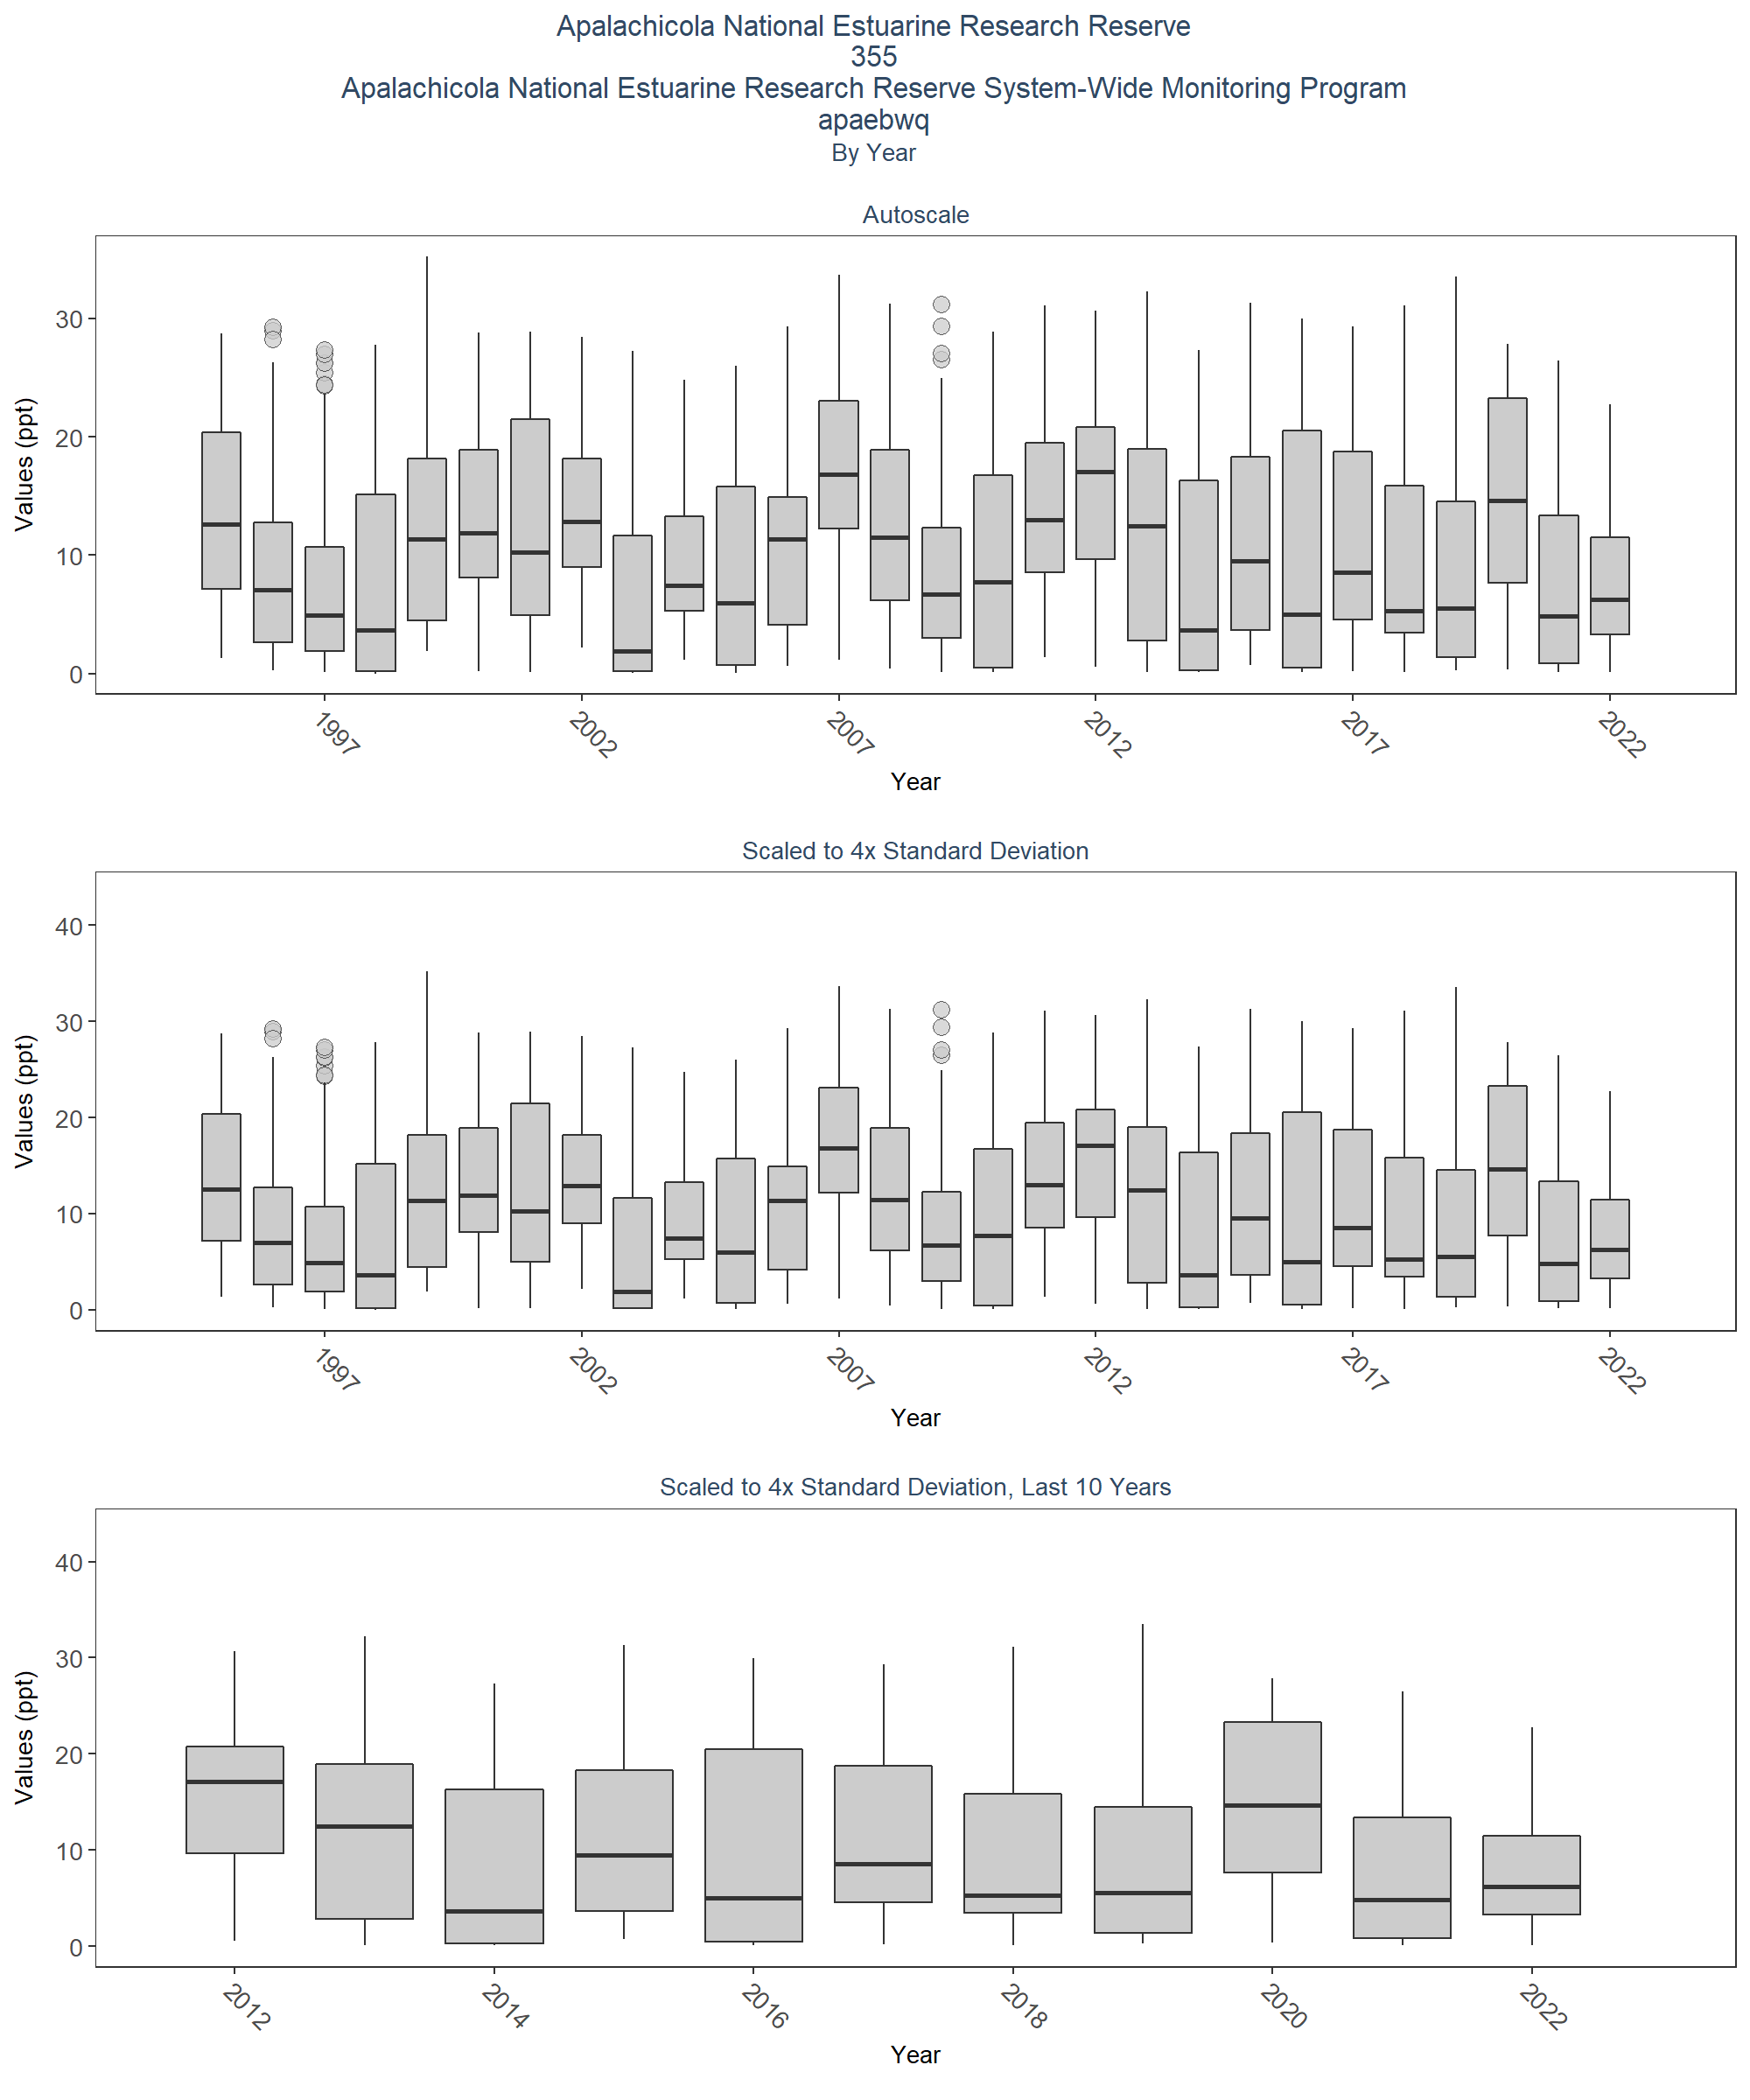 Apalachicola National Estuarine Research Reserve
355
Apalachicola National Estuarine Research Reserve System-Wide Monitoring Program
apaebwq
By Year
Autoscale
Values (ppt)
30
20
10
0
1997 2002 2007 2012 2017 2022
Year
Scaled to 4x Standard Deviation
Values (ppt)
40
30
20
10
0
1997 2002 2007 2012 2017 2022
Year
Scaled to 4x Standard Deviation, Last 10 Years
Values (ppt)
40
30
20
10
0
2012 2014 2016 2018 2020 2022
Year